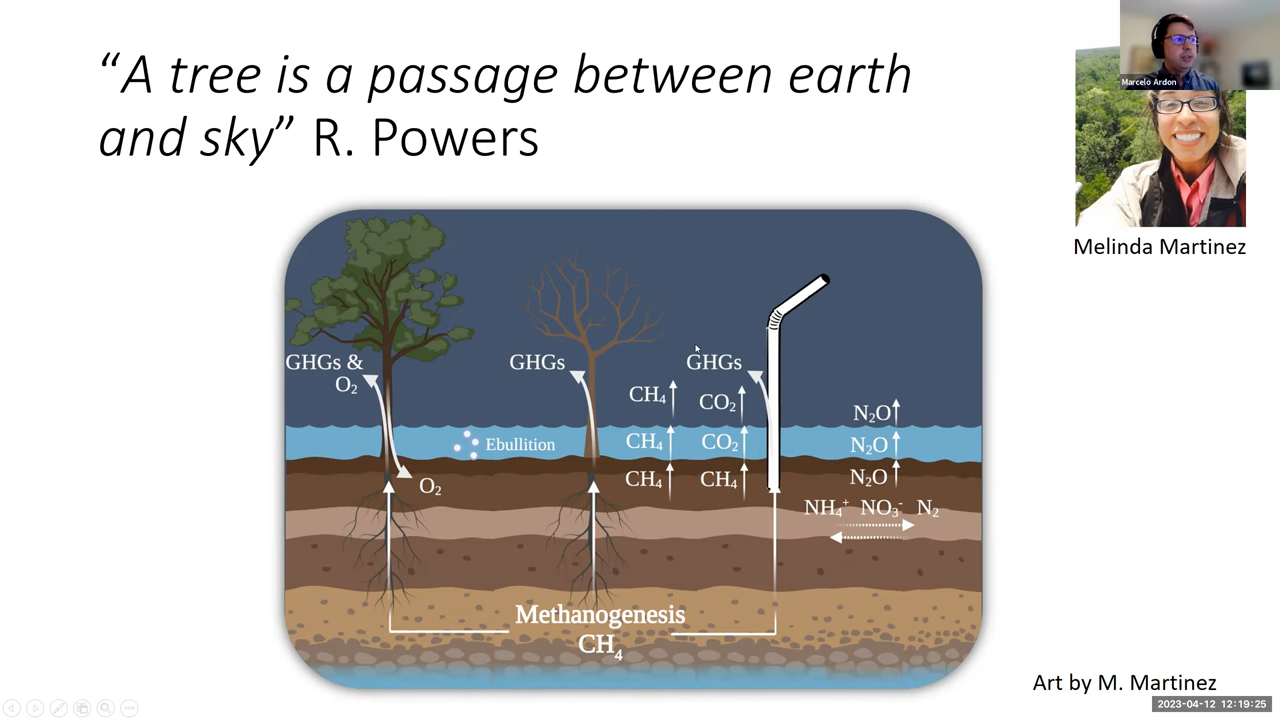 “A tree is a passage between earth
and sky” R. Powers
Marcelo Ardon
Melinda Martinez
GHGs &
O₂
GHGs
GHGs
CH₄
CO₂
N₂O
Ebullition
CH₄
CO₂
N₂O
O₂
CH₄
CH₄
N₂O
NH₄⁺ NO₃⁻ N₂
Methanogenesis
CH₄
Art by M. Martinez
2023-04-12 12:19:25